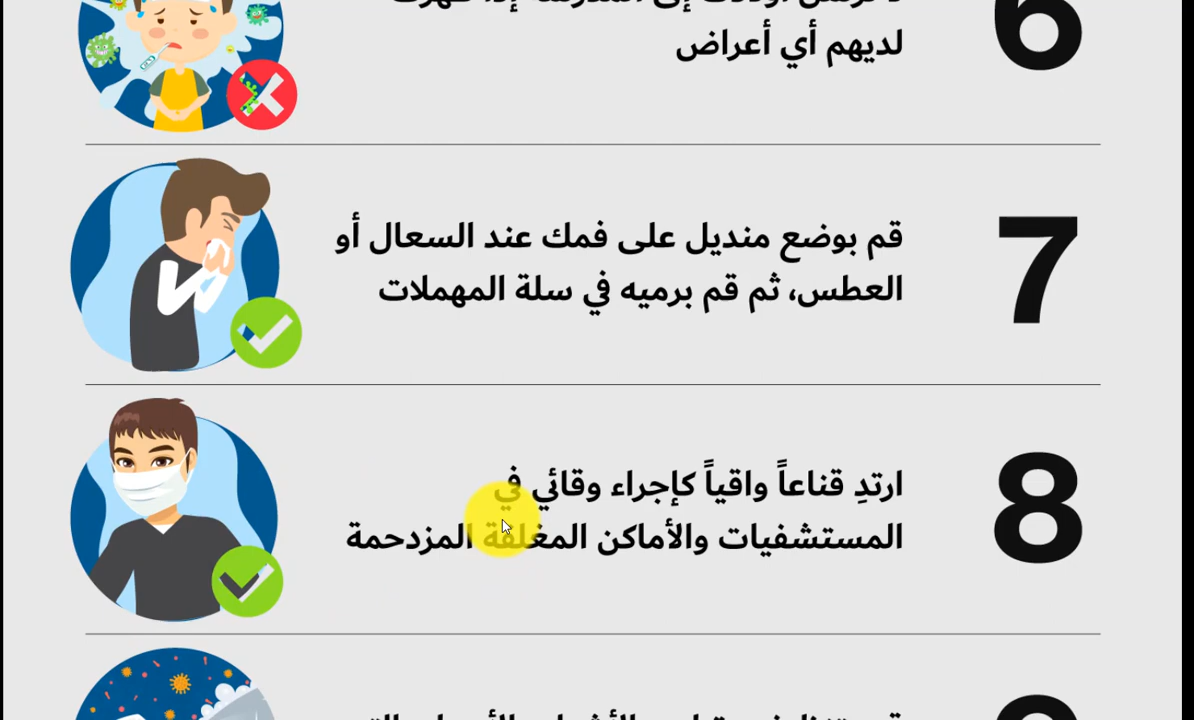 6
لديهم أي أعراض
7
قم بوضع منديل على فمك عند السعال أو
العطس، ثم قم برميه في سلة المهملات
8
ارتدِ قناعاً واقياً كإجراء وقائي في
المستشفيات والأماكن المغلقة المزدحمة